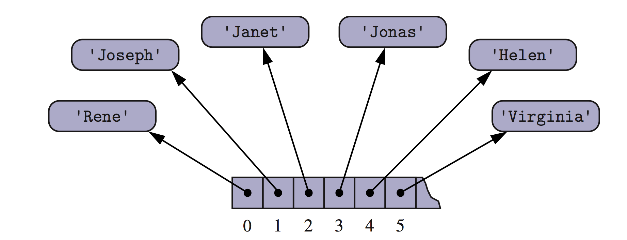 'Janet' 'Jonas'
'Joseph' 'Helen'
'Rene' 'Virginia'
0 1 2 3 4 5